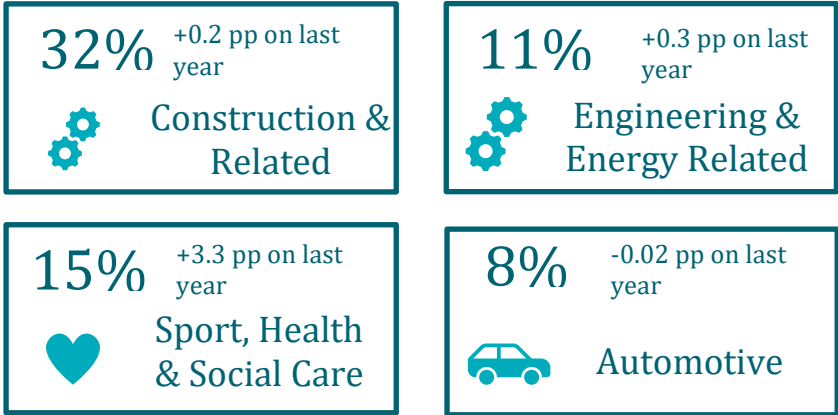 32% +0.2 pp on last
year
Construction &
Related
11% +0.3 pp on last
year
Engineering &
Energy Related
15% +3.3 pp on last
year
Sport, Health
& Social Care
8% -0.02 pp on last
year
Automotive